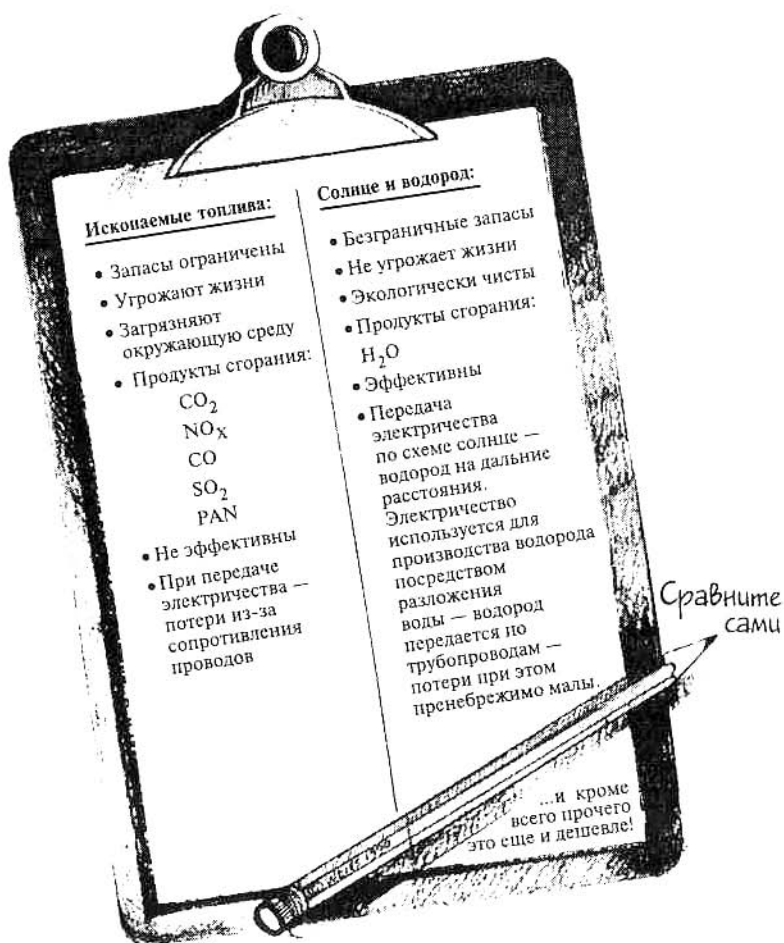 Ископаемые топлива:
• Запасы ограничены
• Угрожают жизни
• Загрязняют
окружающую среду
• Продукты сгорания:
CO₂
NOₓ
CO
SO₂
PAN
• Не эффективны
• При передаче
электричества —
потери из-за
сопротивления
проводов
Солнце и водород:
• Безграничные запасы
• Не угрожает жизни
• Экологически чисты
• Продукты сгорания:
H₂O
• Эффективны
• Передача
электричества
по схеме солнце —
водород на дальние
расстояния.
Электричество
используется для
производства водорода
посредством
разложения
воды — водород
передается по
трубопроводам —
потери при этом
пренебрежимо малы.
...и кроме
всего прочего
это еще и дешевле!
Сравните
сами